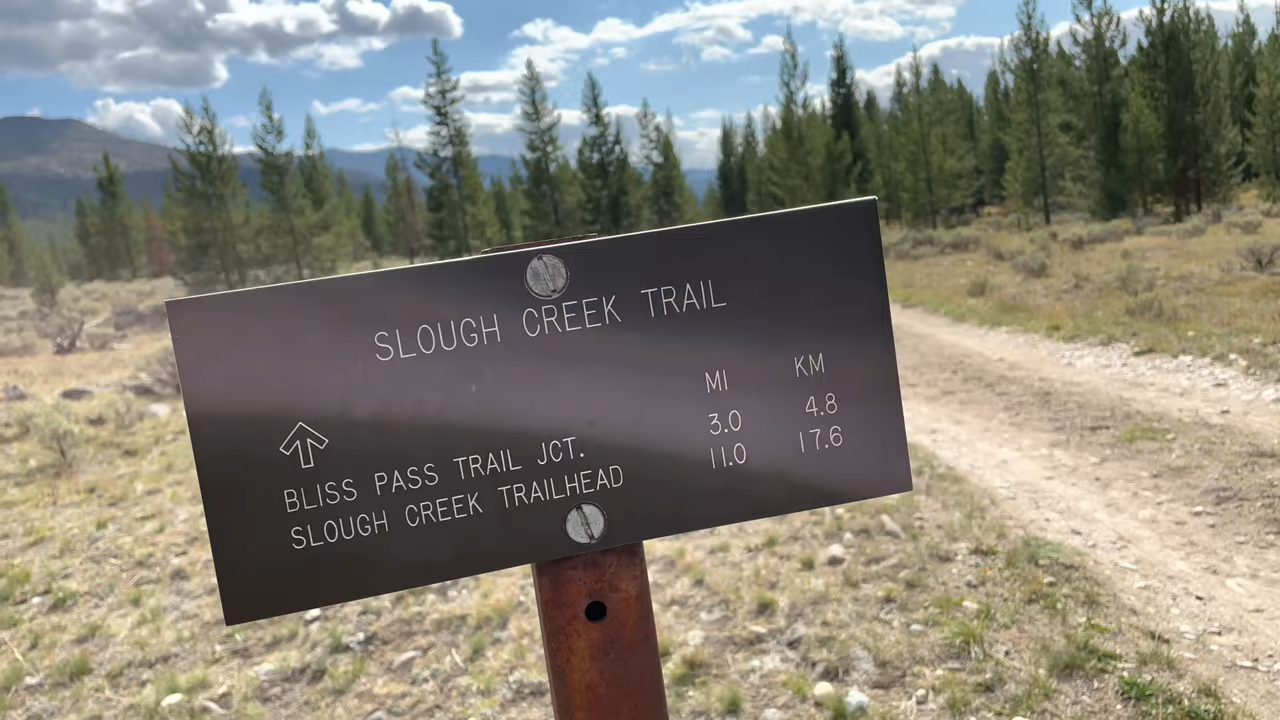 SLOUGH CREEK TRAIL
MI KM
↑
BLISS PASS TRAIL JCT. 3.0 4.8
SLOUGH CREEK TRAILHEAD 11.0 17.6